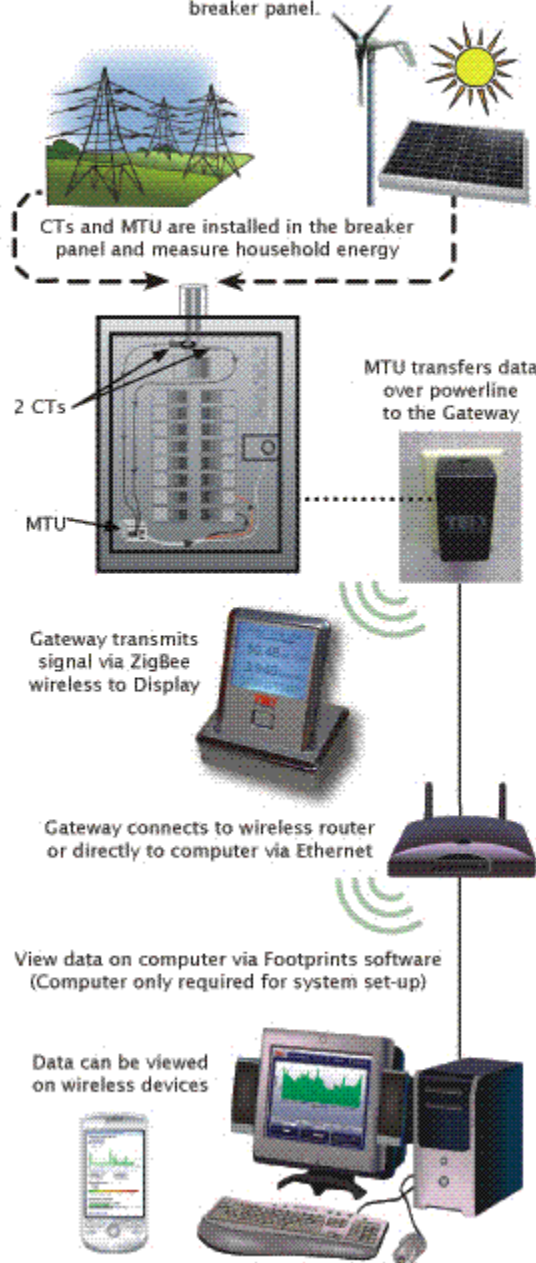 breaker panel.
CTs and MTU are installed in the breaker
panel and measure household energy
MTU transfers data
over powerline
to the Gateway
2 CTs
MTU
TED
Gateway transmits
signal via ZigBee
wireless to Display
Gateway connects to wireless router
or directly to computer via Ethernet
View data on computer via Footprints software
(Computer only required for system set-up)
Data can be viewed
on wireless devices